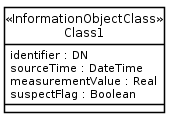 «InformationObjectClass»
Class1
identifier : DN
sourceTime : DateTime
measurementValue : Real
suspectFlag : Boolean